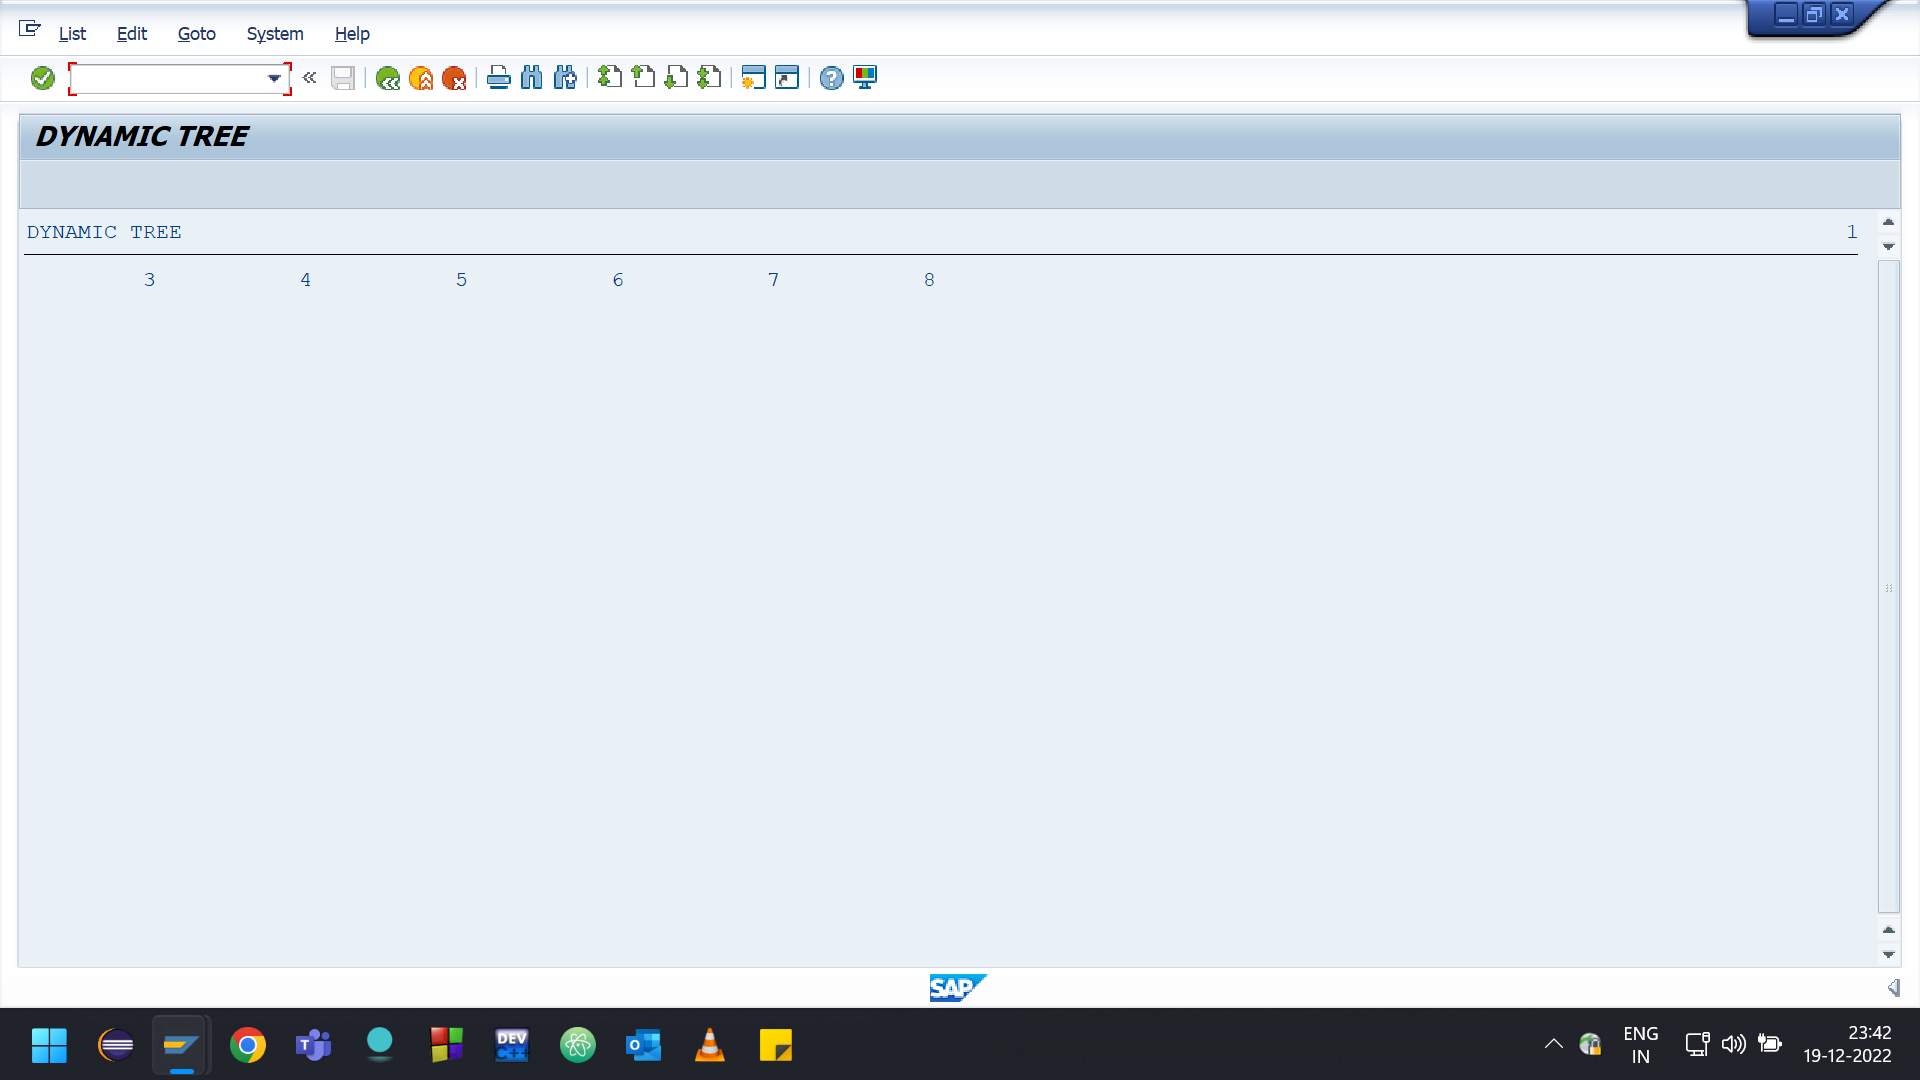 List Edit Goto System Help
DYNAMIC TREE
DYNAMIC TREE 1
3 4 5 6 7 8
SAP
T
DEV
C++
O
ENG
IN
23:42
19-12-2022